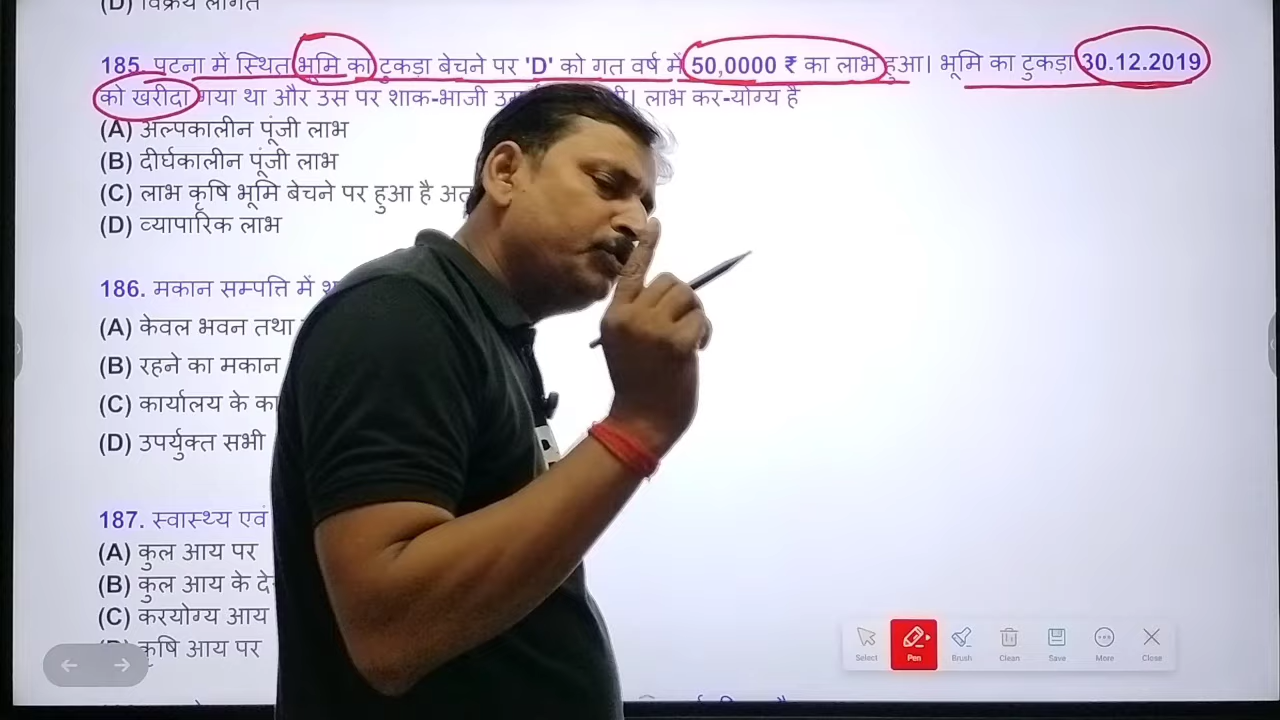 (D) विक्रय लागत
185. पटना में स्थित भूमि का टुकड़ा बेचने पर 'D' को गत वर्ष में 50,0000 ₹ का लाभ हुआ। भूमि का टुकड़ा 30.12.2019
को खरीदा गया था और उस पर शाक-भाजी लाभ कर-योग्य है
(A) अल्पकालीन पूंजी लाभ
(B) दीर्घकालीन पूंजी लाभ
(C) लाभ कृषि भूमि बेचने पर हुआ है
(D) व्यापारिक लाभ
186. मकान सम्पत्ति में
(A) केवल भवन तथा
(B) रहने का मकान
(C) कार्यालय के
(D) उपर्युक्त सभी
187. स्वास्थ्य एवं
(A) कुल आय पर
(B) कुल आय के
(C) करयोग्य आय
कृषि आय पर
Select Pen Brush Clean Save More Close